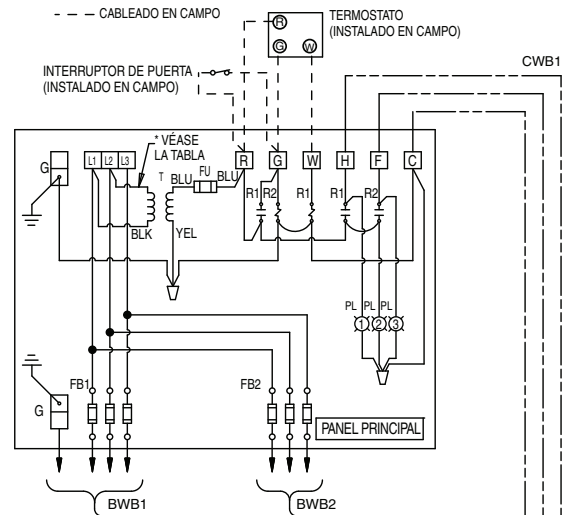 CABLEADO EN CAMPO
TERMOSTATO
(INSTALADO EN CAMPO)
R
G
W
CWB1
INTERRUPTOR DE PUERTA
(INSTALADO EN CAMPO)
* VÉASE
LA TABLA
G
L1 L2 L3
R G W H F C
T BLU FU BLU
R1 R2 R1 R1 R2
BLK YEL
PL PL PL
1 2 3
FB1 FB2
G
PANEL PRINCIPAL
BWB1 BWB2